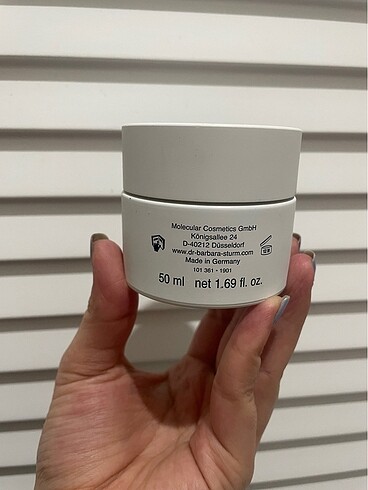 Molecular Cosmetics GmbH
Königsallee 24
D-40212 Düsseldorf
www.dr-barbara-sturm.com
Made in Germany
101 361 - 1901
50 ml net 1.69 fl. oz.